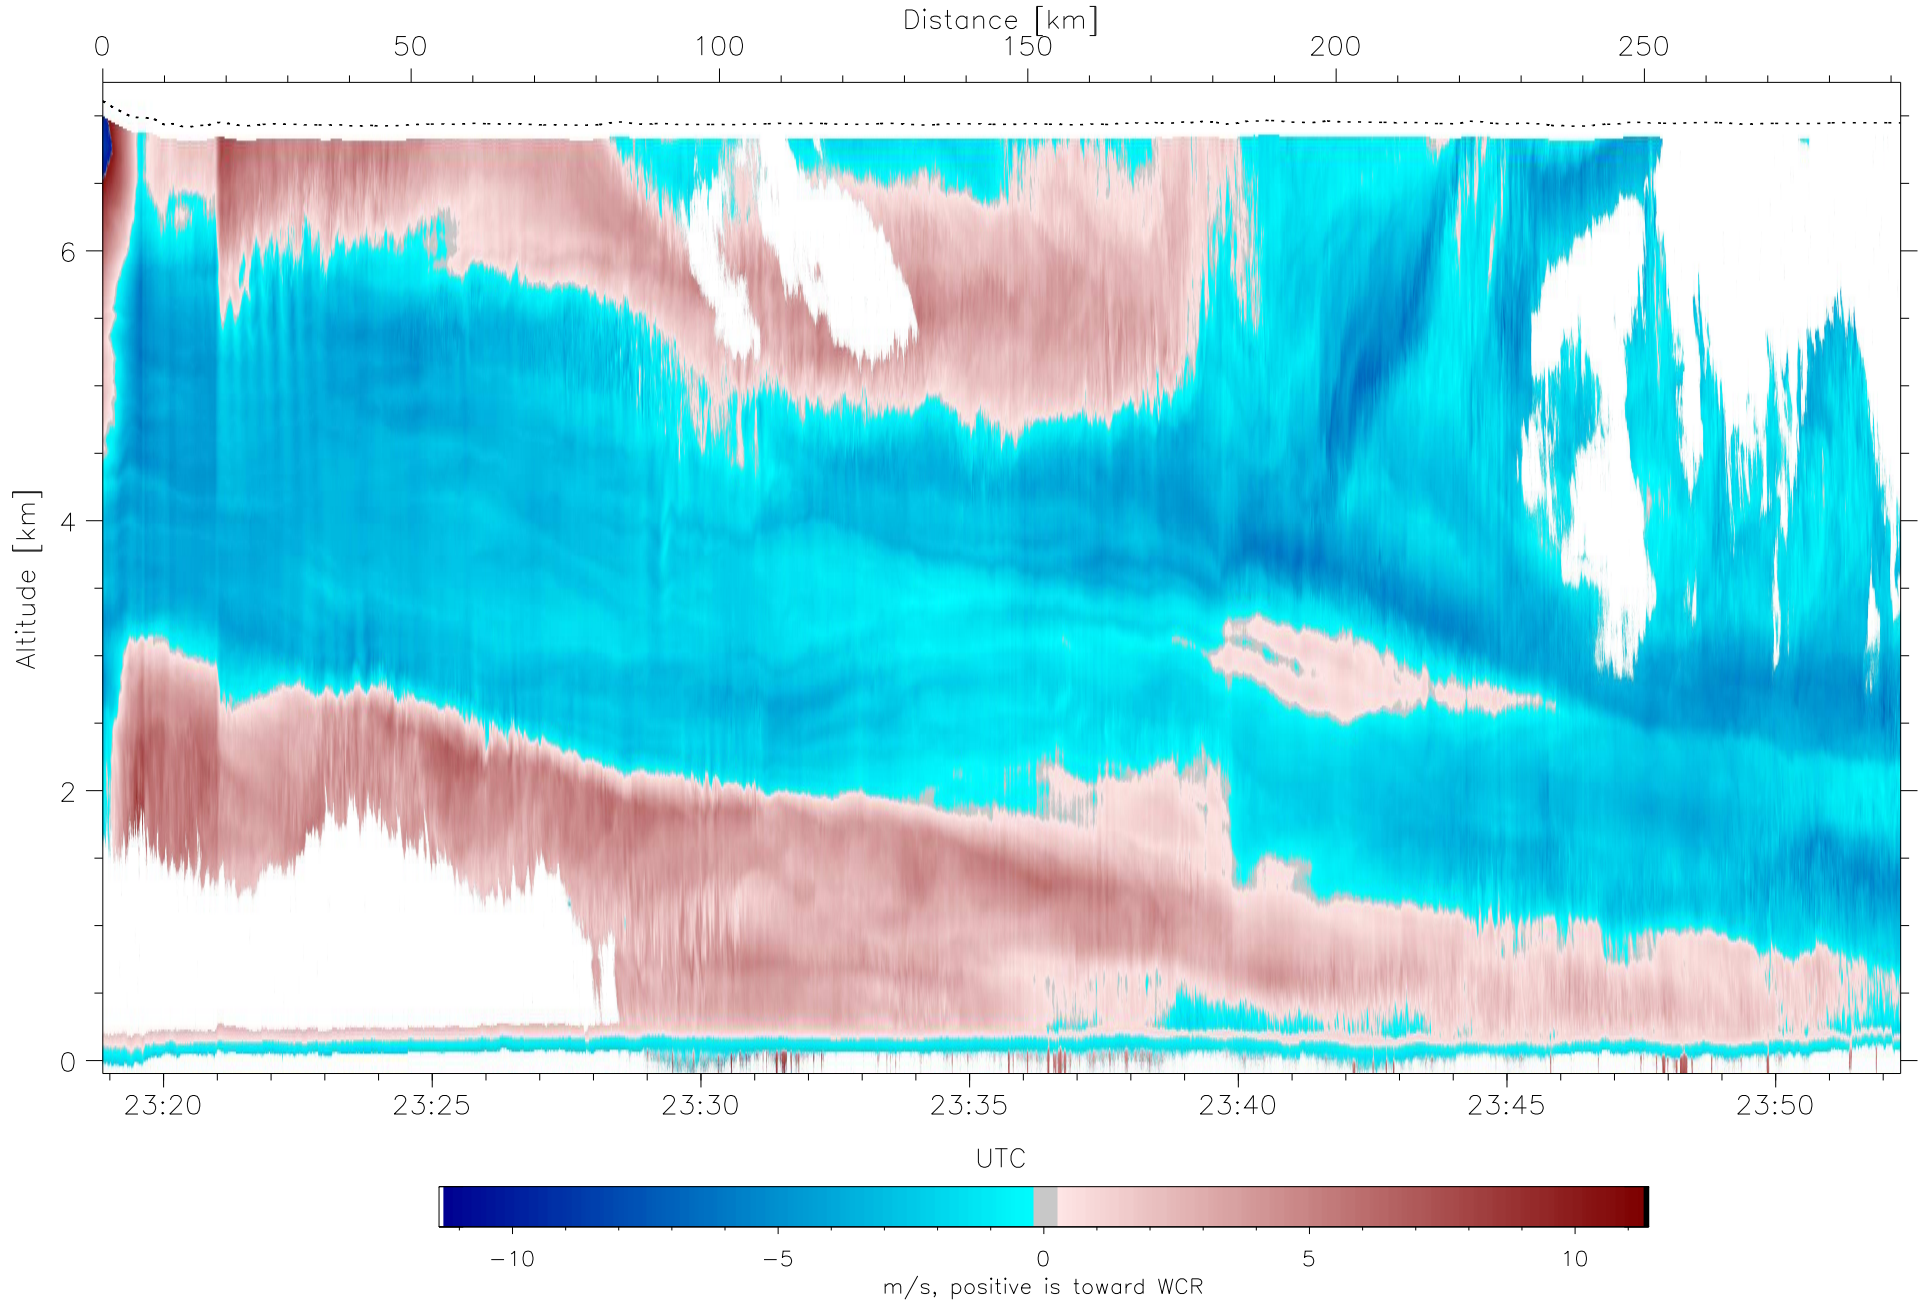 Distance [km]
0 50 100 150 200 250
6
4
2
0
Altitude [km]
23:20 23:25 23:30 23:35 23:40 23:45 23:50
UTC
−10 −5 0 5 10
m/s, positive is toward WCR